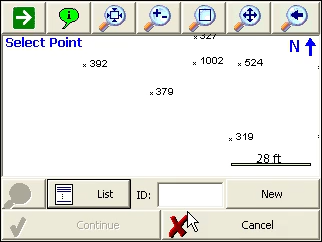 Select Point
N
327
392
1002
524
379
319
28 ft
List
ID:
New
Continue
Cancel